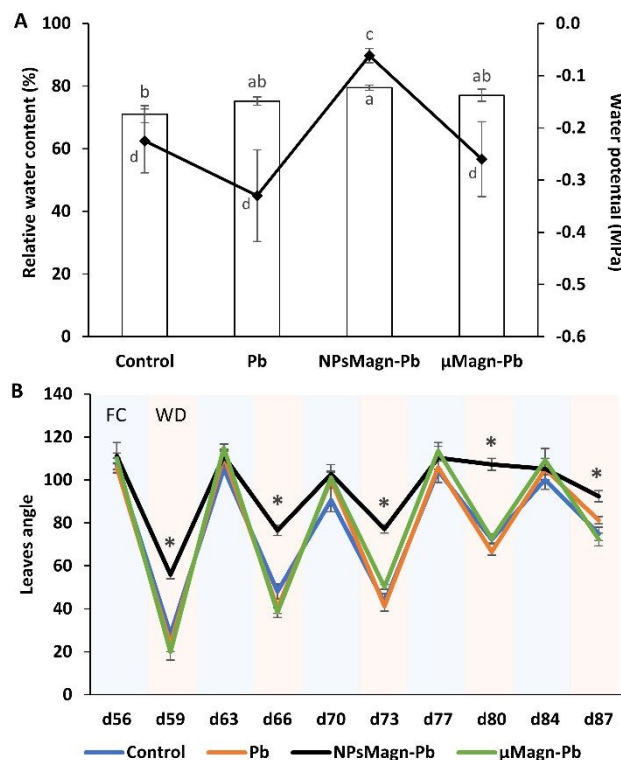 A
Relative water content (%)
100
80
60
40
20
0
b
d
ab
d
c
a
ab
d
0.0
-0.1
-0.2
-0.3
-0.4
-0.5
-0.6
Water potential (MPa)
Control Pb NPsMagn-Pb µMagn-Pb
B
Leaves angle
140
120
100
80
60
40
20
0
FC WD
* * * * *
d56 d59 d63 d66 d70 d73 d77 d80 d84 d87
Control Pb NPsMagn-Pb µMagn-Pb